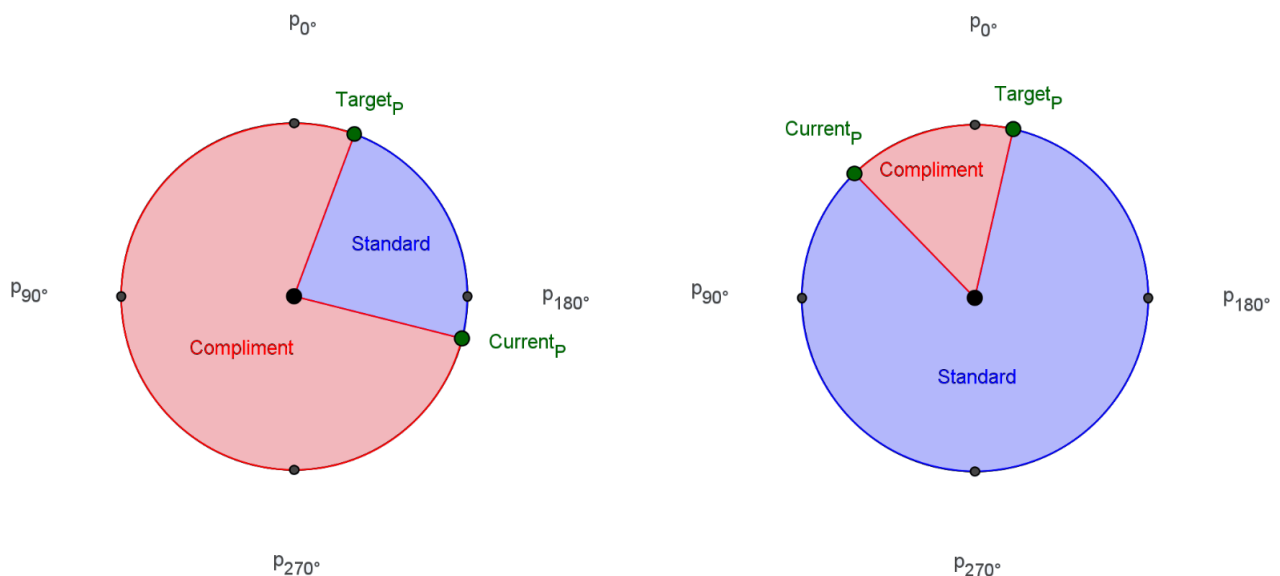 p0°
p0°
TargetP
TargetP
CurrentP
Compliment
Standard
p90°
p180°
p90°
p180°
CurrentP
Compliment
Standard
p270°
p270°